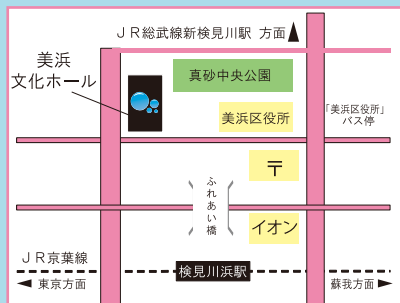 JR総武線新検見川駅 方面
美浜
文化ホール
真砂中央公園
美浜区役所
「美浜区役所」
バス停
〒
ふれあい橋
イオン
JR京葉線
検見川浜駅
東京方面
蘇我方面